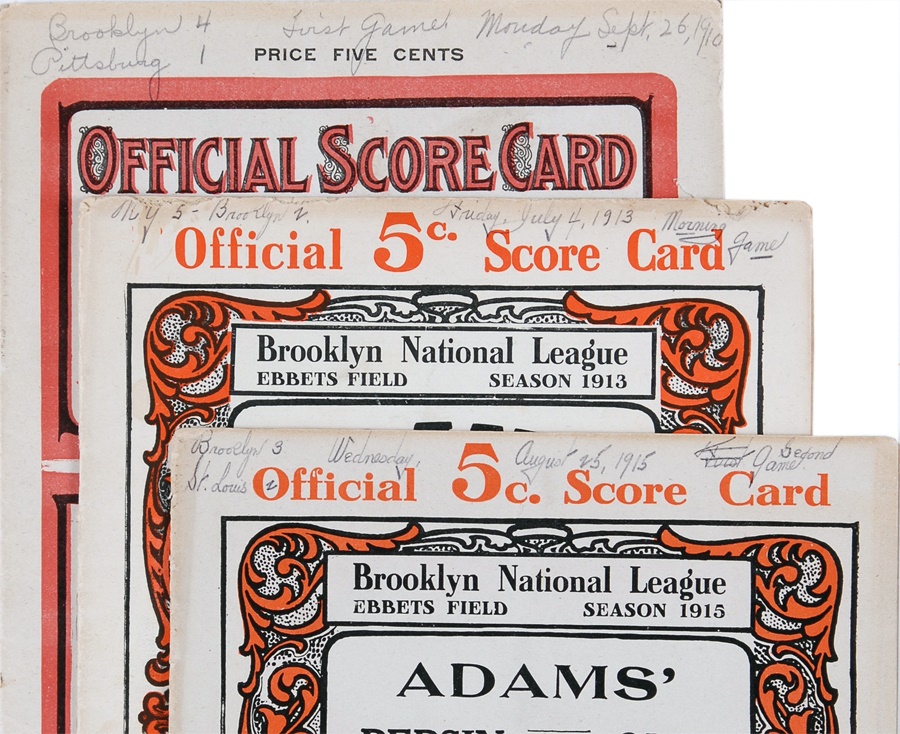 Brooklyn 4 First Game Monday Sept. 26, 1910
Pittsburg 1
PRICE FIVE CENTS
OFFICIAL SCORE CARD
N Y 5 - Brooklyn 2. Friday, July 4, 1913 Morning Game
Official 5c. Score Card
Brooklyn National League
EBBETS FIELD SEASON 1913
Brooklyn 3 Wednesday, August 25, 1915 First Game Second
St. Louis 2
Official 5c. Score Card
Brooklyn National League
EBBETS FIELD SEASON 1915
ADAMS'
PEPSIN